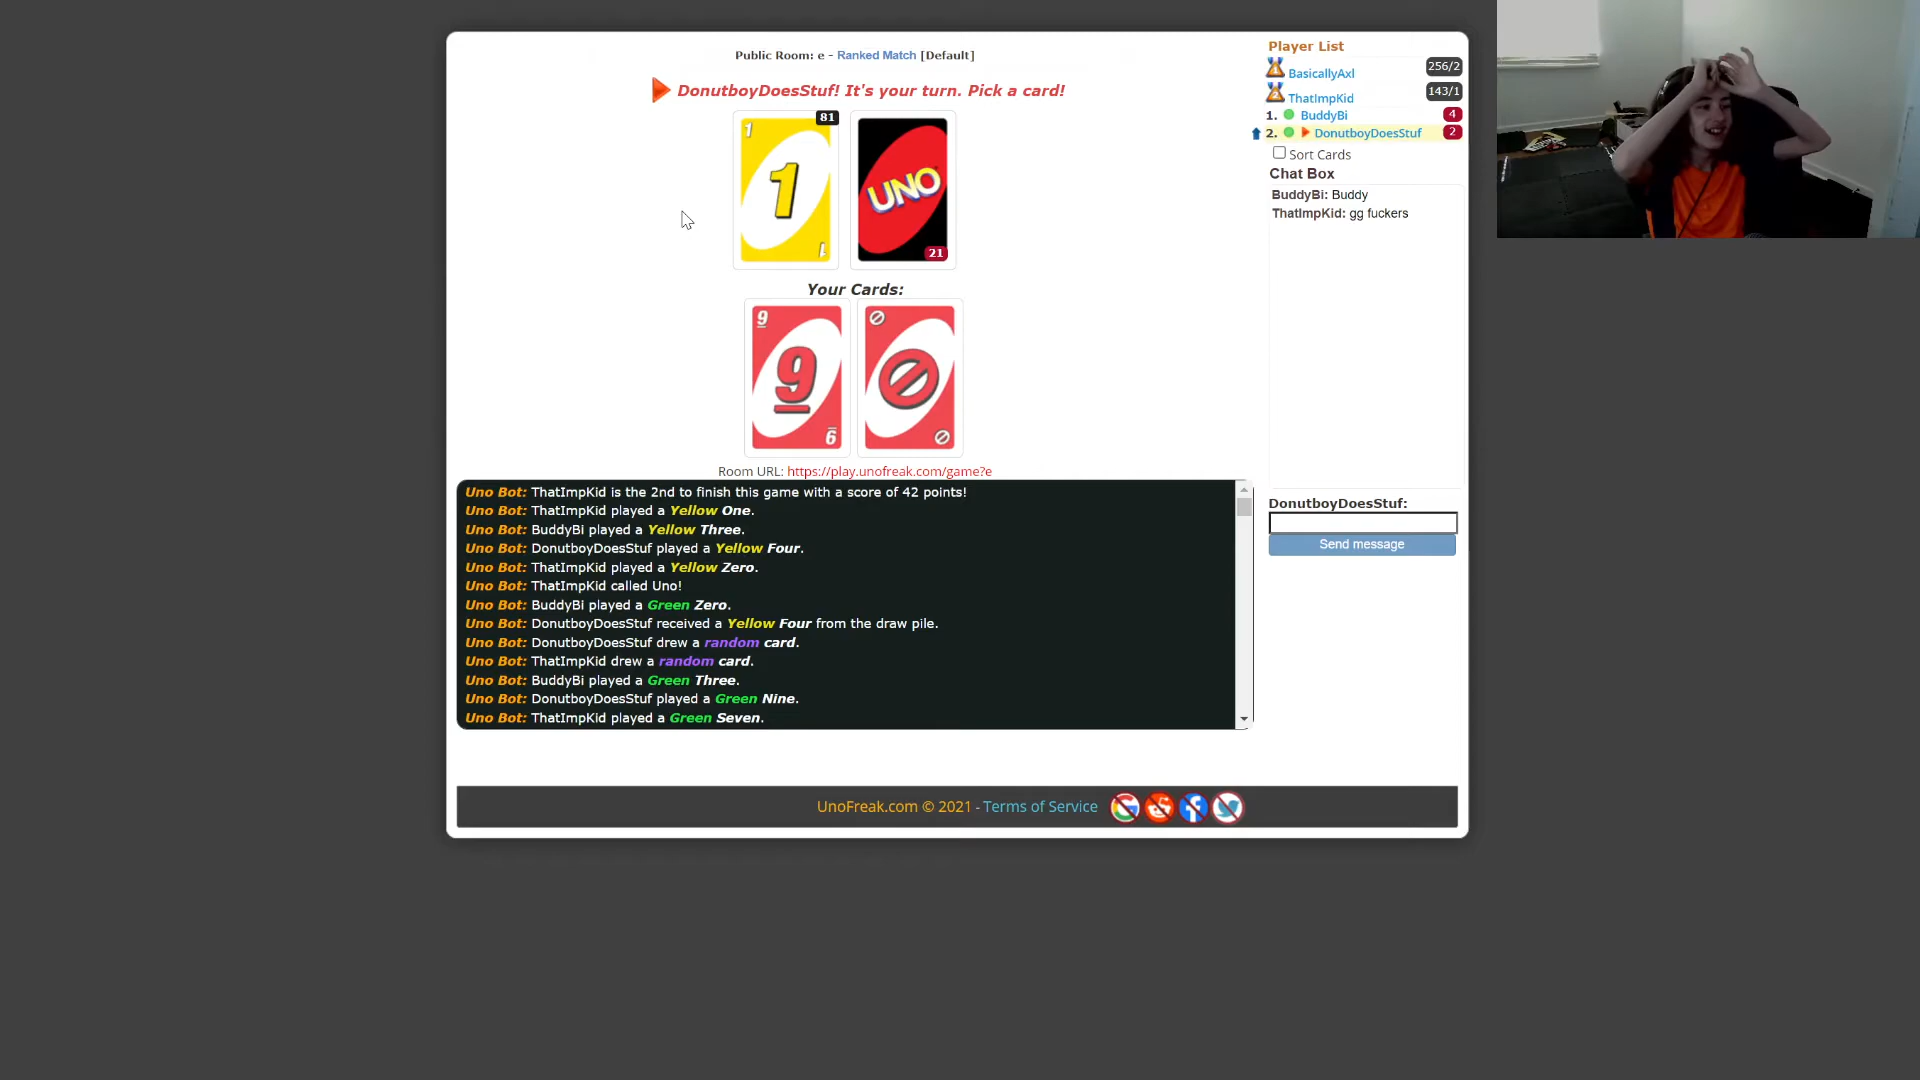 Public Room: e - Ranked Match [Default]
DonutboyDoesStuf! It's your turn. Pick a card!
1
81
1
1
UNO
21
Your Cards:
9
9
9
Room URL: https://play.unofreak.com/game?e
Uno Bot: ThatImpKid is the 2nd to finish this game with a score of 42 points!
Uno Bot: ThatImpKid played a Yellow One.
Uno Bot: BuddyBi played a Yellow Three.
Uno Bot: DonutboyDoesStuf played a Yellow Four.
Uno Bot: ThatImpKid played a Yellow Zero.
Uno Bot: ThatImpKid called Uno!
Uno Bot: BuddyBi played a Green Zero.
Uno Bot: DonutboyDoesStuf received a Yellow Four from the draw pile.
Uno Bot: DonutboyDoesStuf drew a random card.
Uno Bot: ThatImpKid drew a random card.
Uno Bot: BuddyBi played a Green Three.
Uno Bot: DonutboyDoesStuf played a Green Nine.
Uno Bot: ThatImpKid played a Green Seven.
Player List
BasicallyAxl 256/2
ThatImpKid 143/1
1. BuddyBi 4
2. DonutboyDoesStuf 2
Sort Cards
Chat Box
BuddyBi: Buddy
ThatImpKid: gg fuckers
DonutboyDoesStuf:
Send message
UnoFreak.com © 2021 - Terms of Service